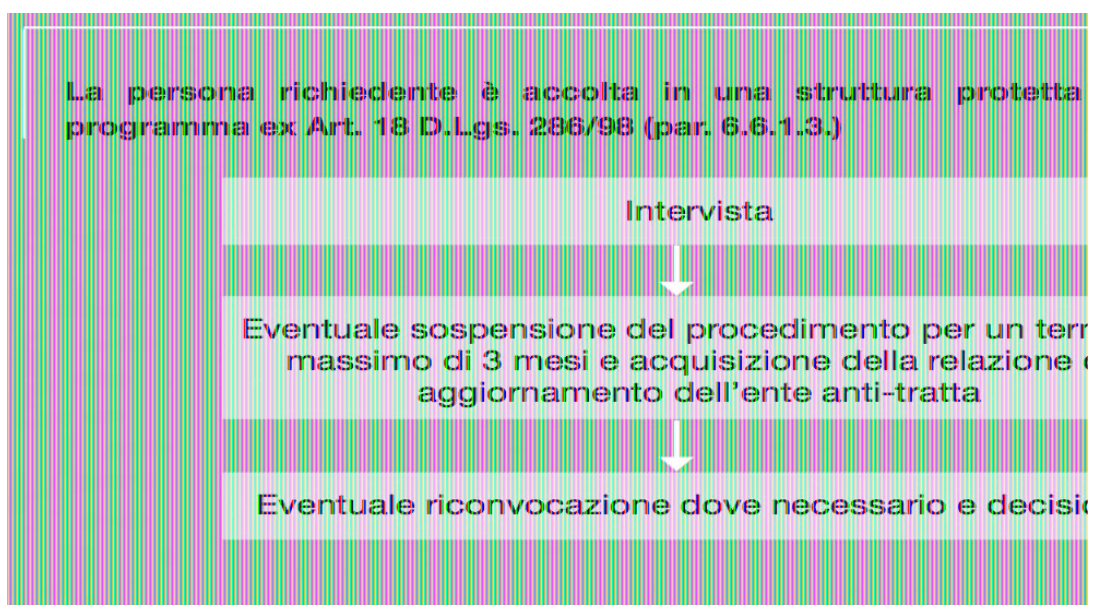 La persona richiedente è accolta in una struttura protetta
programma ex Art. 18 D.Lgs. 286/98 (par. 6.6.1.3.)
Intervista
Eventuale sospensione del procedimento per un
massimo di 3 mesi e acquisizione della relazione
aggiornamento dell'ente anti-tratta
Eventuale riconvocazione dove necessario e